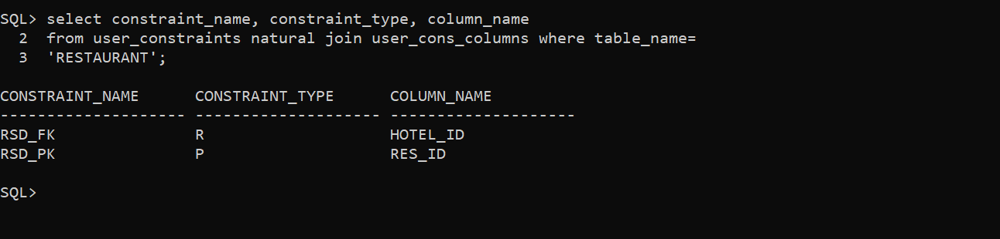 SQL> select constraint_name, constraint_type, column_name
  2  from user_constraints natural join user_cons_columns where table_name=
  3  'RESTAURANT';

CONSTRAINT_NAME      CONSTRAINT_TYPE      COLUMN_NAME
-------------------- -------------------- --------------------
RSD_FK               R                    HOTEL_ID
RSD_PK               P                    RES_ID

SQL>